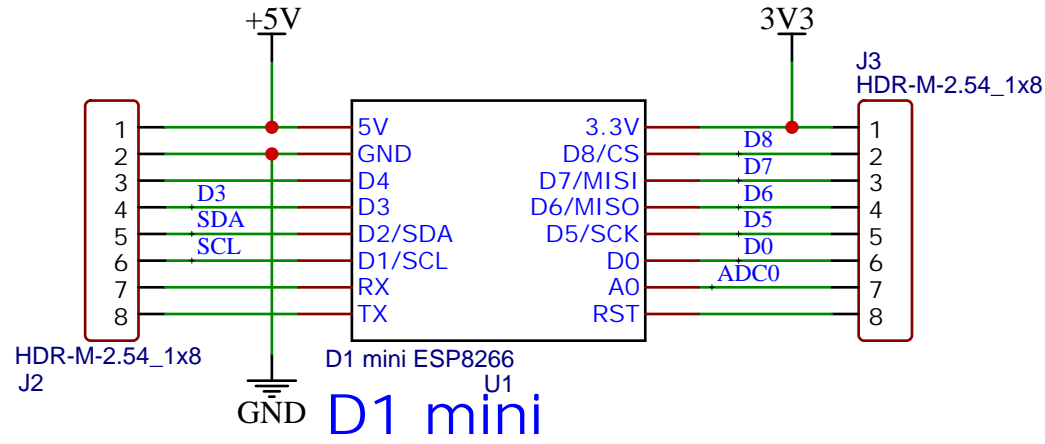 +5V 3V3
J3
HDR-M-2.54_1x8
1 5V 3.3V 1
2 GND D8/CS D8 2
3 D4 D7/MISI D7 3
4 D3 D3 D6/MISO D6 4
5 SDA D2/SDA D5/SCK D5 5
6 SCL D1/SCL D0 D0 6
7 RX A0 ADC0 7
8 TX RST 8
HDR-M-2.54_1x8 D1 mini ESP8266
J2 U1
GND D1 mini